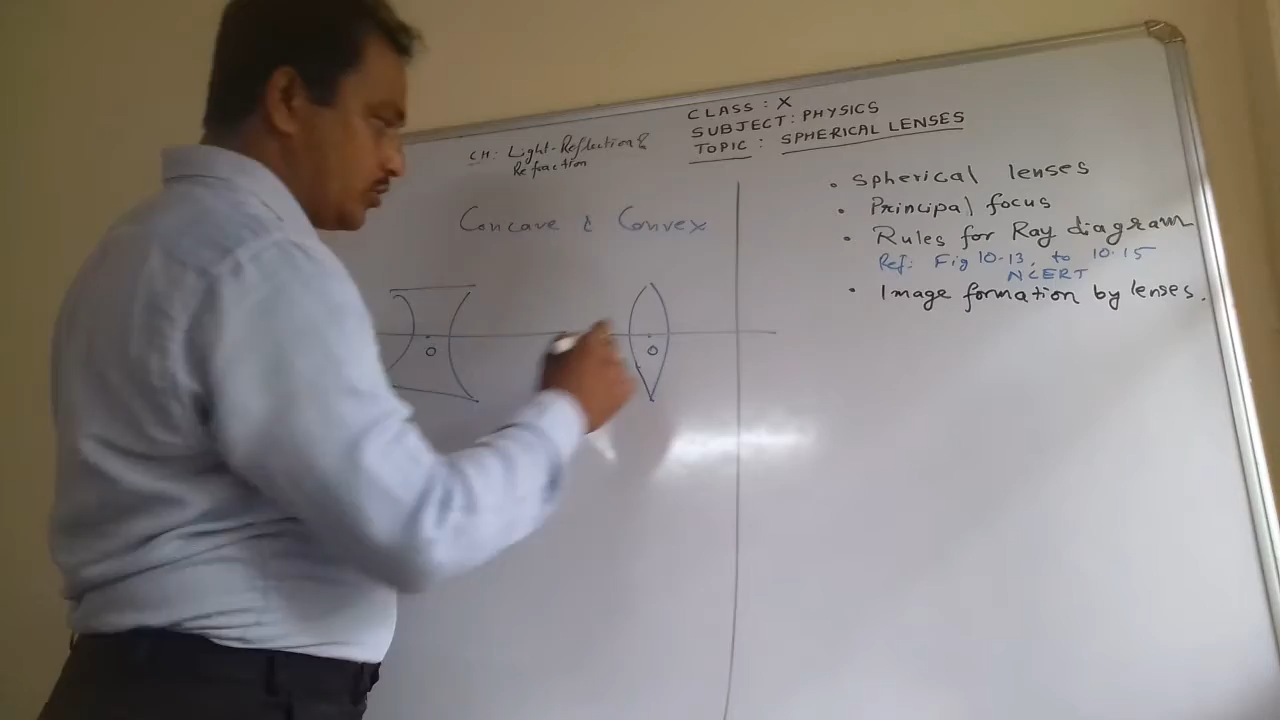 CLASS : X
SUBJECT : PHYSICS
TOPIC : SPHERICAL LENSES
CH: Light-Reflection &
Refraction
Concave & Convex
O
O
• Spherical lenses
• Principal focus
• Rules for Ray diagram
Ref: Fig 10.13, to 10.15
NCERT
• Image formation by lenses.